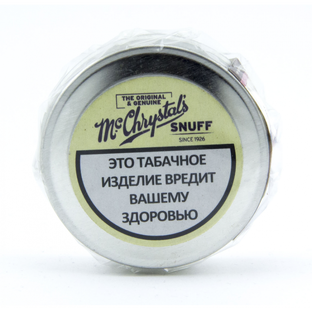 THE ORIGINAL
& GENUINE
McChrystal's
SNUFF
SINCE 1926
ЭТО ТАБАЧНОЕ
ИЗДЕЛИЕ ВРЕДИТ
ВАШЕМУ
ЗДОРОВЬЮ